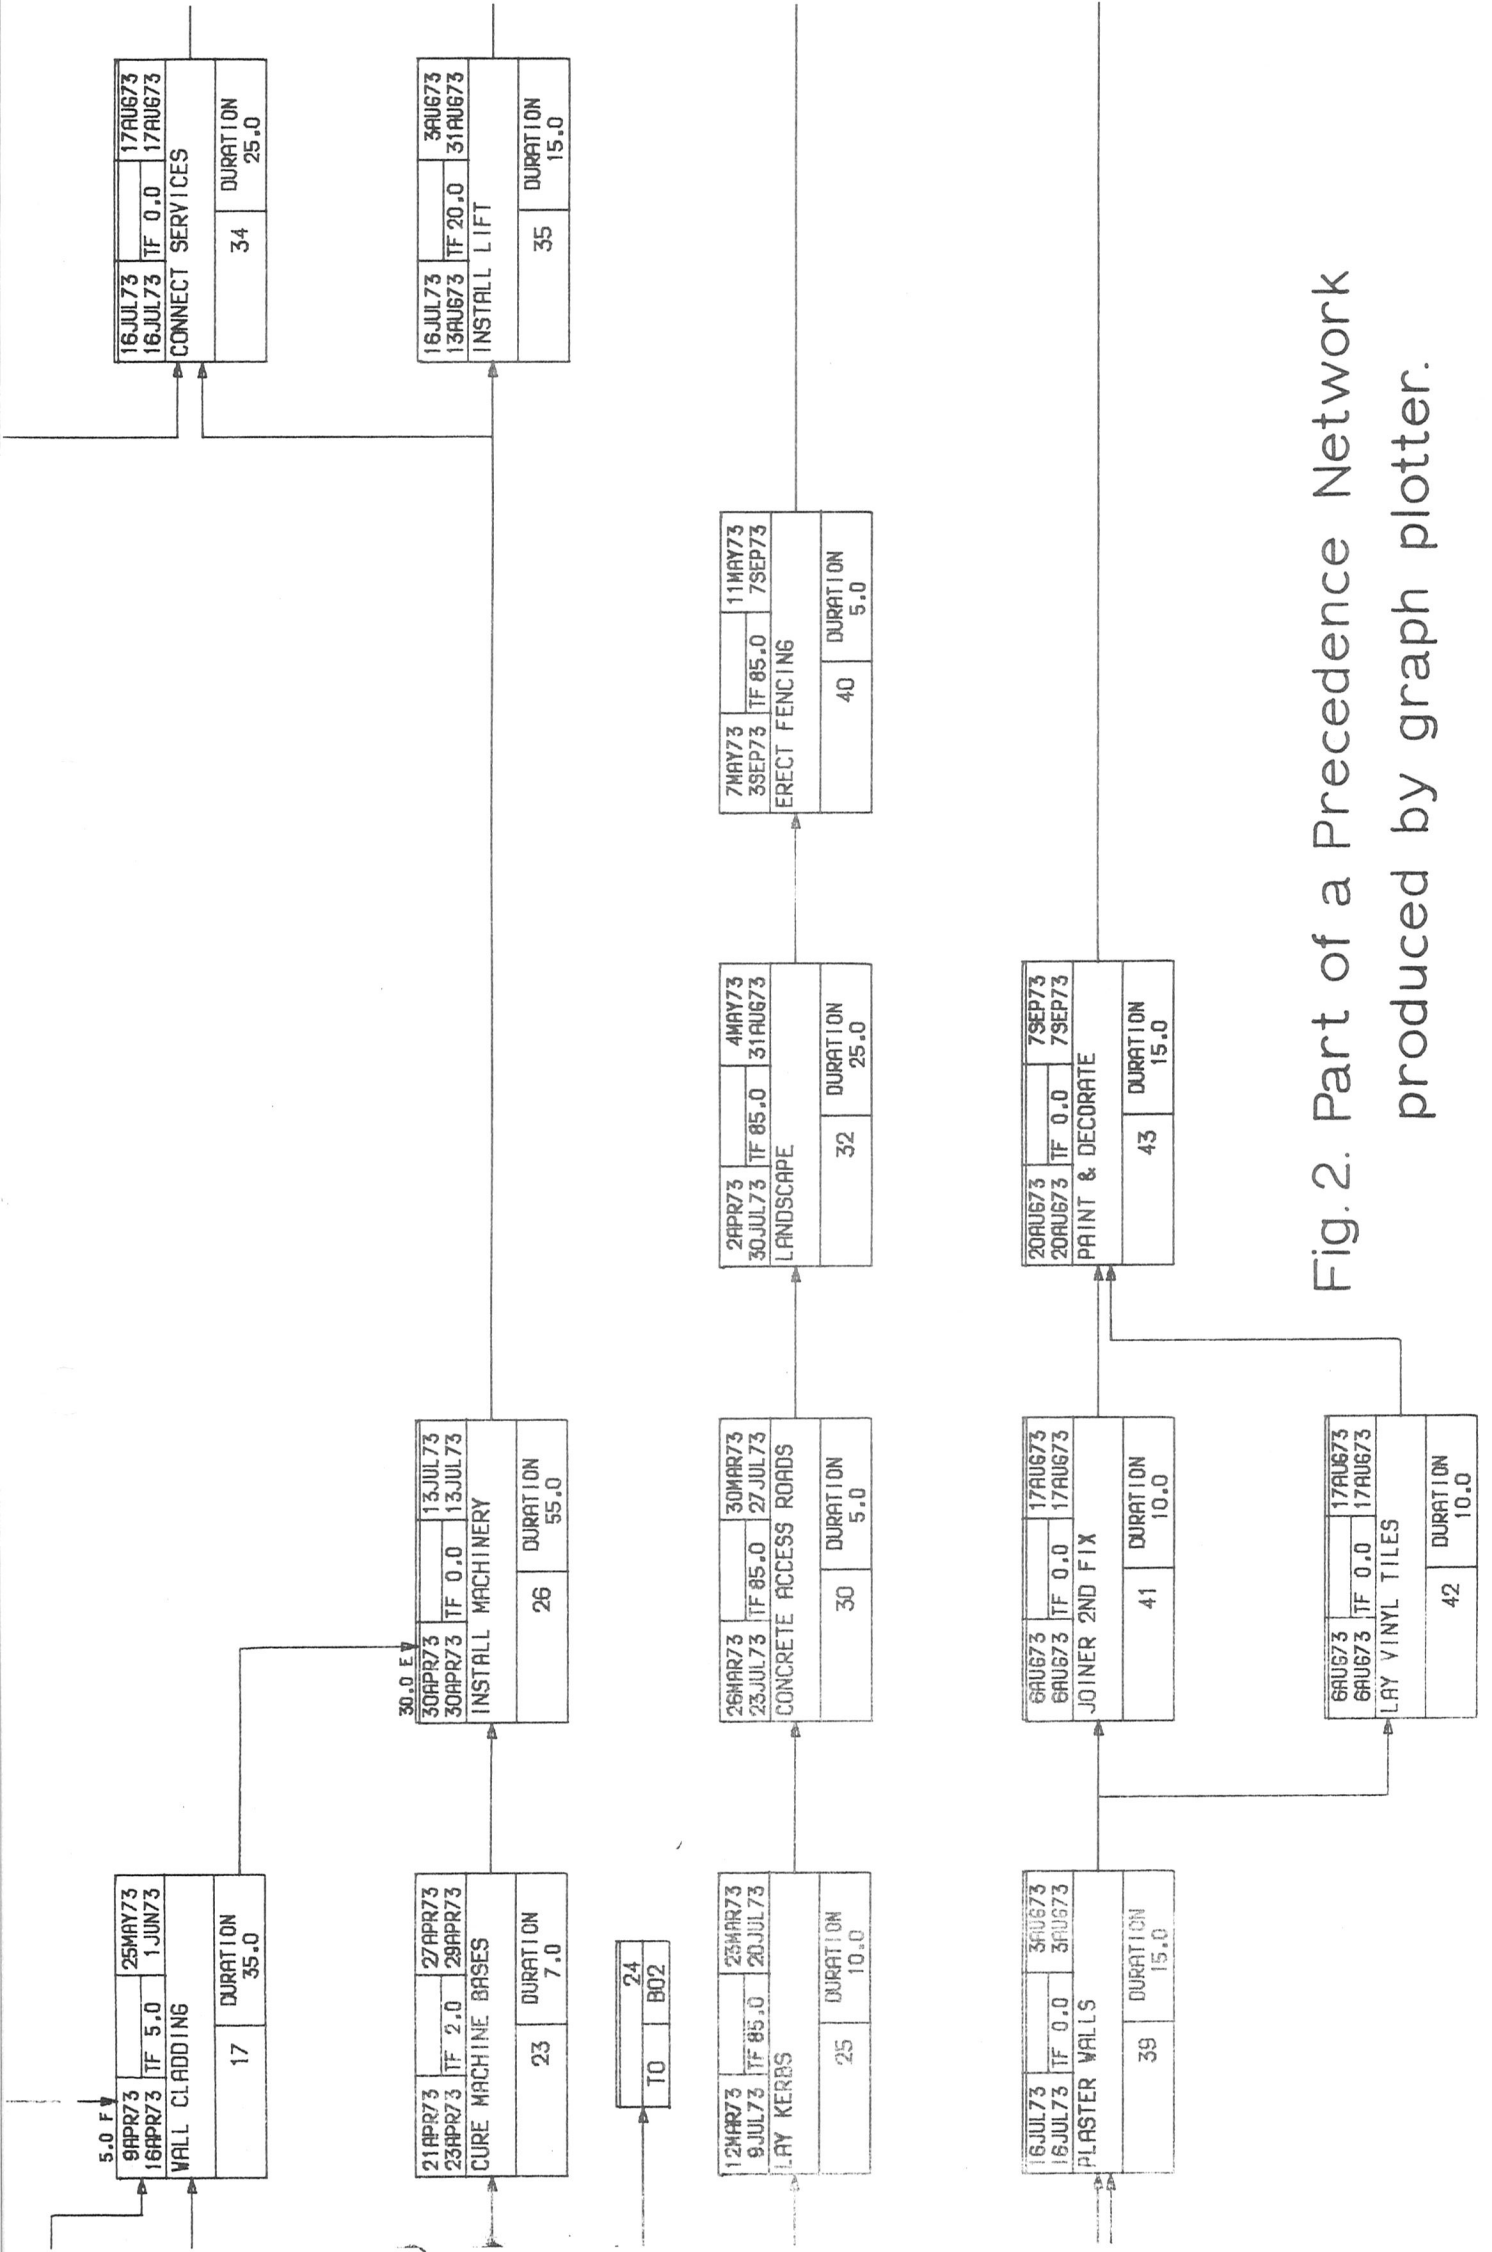 5.0 F
9APR73 25MAY73
16APR73 TF 5.0 1JUN73
WALL CLADDING
17 DURATION
35.0
16JUL73 17AUG73
16JUL73 TF 0.0 17AUG73
CONNECT SERVICES
34 DURATION
25.0
21APR73 27APR73
23APR73 TF 2.0 29APR73
CURE MACHINE BASES
23 DURATION
7.0
30.0 E
30APR73 13JUL73
30APR73 TF 0.0 13JUL73
INSTALL MACHINERY
26 DURATION
55.0
16JUL73 3AUG73
13AUG73 TF 20.0 31AUG73
INSTALL LIFT
35 DURATION
15.0
24
TO B02
12MAR73 23MAR73
9JUL73 TF 85.0 20JUL73
LAY KERBS
25 DURATION
10.0
26MAR73 30MAR73
23JUL73 TF 85.0 27JUL73
CONCRETE ACCESS ROADS
30 DURATION
5.0
2APR73 4MAY73
30JUL73 TF 85.0 31AUG73
LANDSCAPE
32 DURATION
25.0
7MAY73 11MAY73
3SEP73 TF 85.0 7SEP73
ERECT FENCING
40 DURATION
5.0
16JUL73 3AUG73
16JUL73 TF 0.0 3AUG73
PLASTER WALLS
39 DURATION
15.0
6AUG73 17AUG73
6AUG73 TF 0.0 17AUG73
JOINER 2ND FIX
41 DURATION
10.0
20AUG73 7SEP73
20AUG73 TF 0.0 7SEP73
PAINT & DECORATE
43 DURATION
15.0
6AUG73 17AUG73
6AUG73 TF 0.0 17AUG73
LAY VINYL TILES
42 DURATION
10.0
Fig. 2. Part of a Precedence Network
produced by graph plotter.